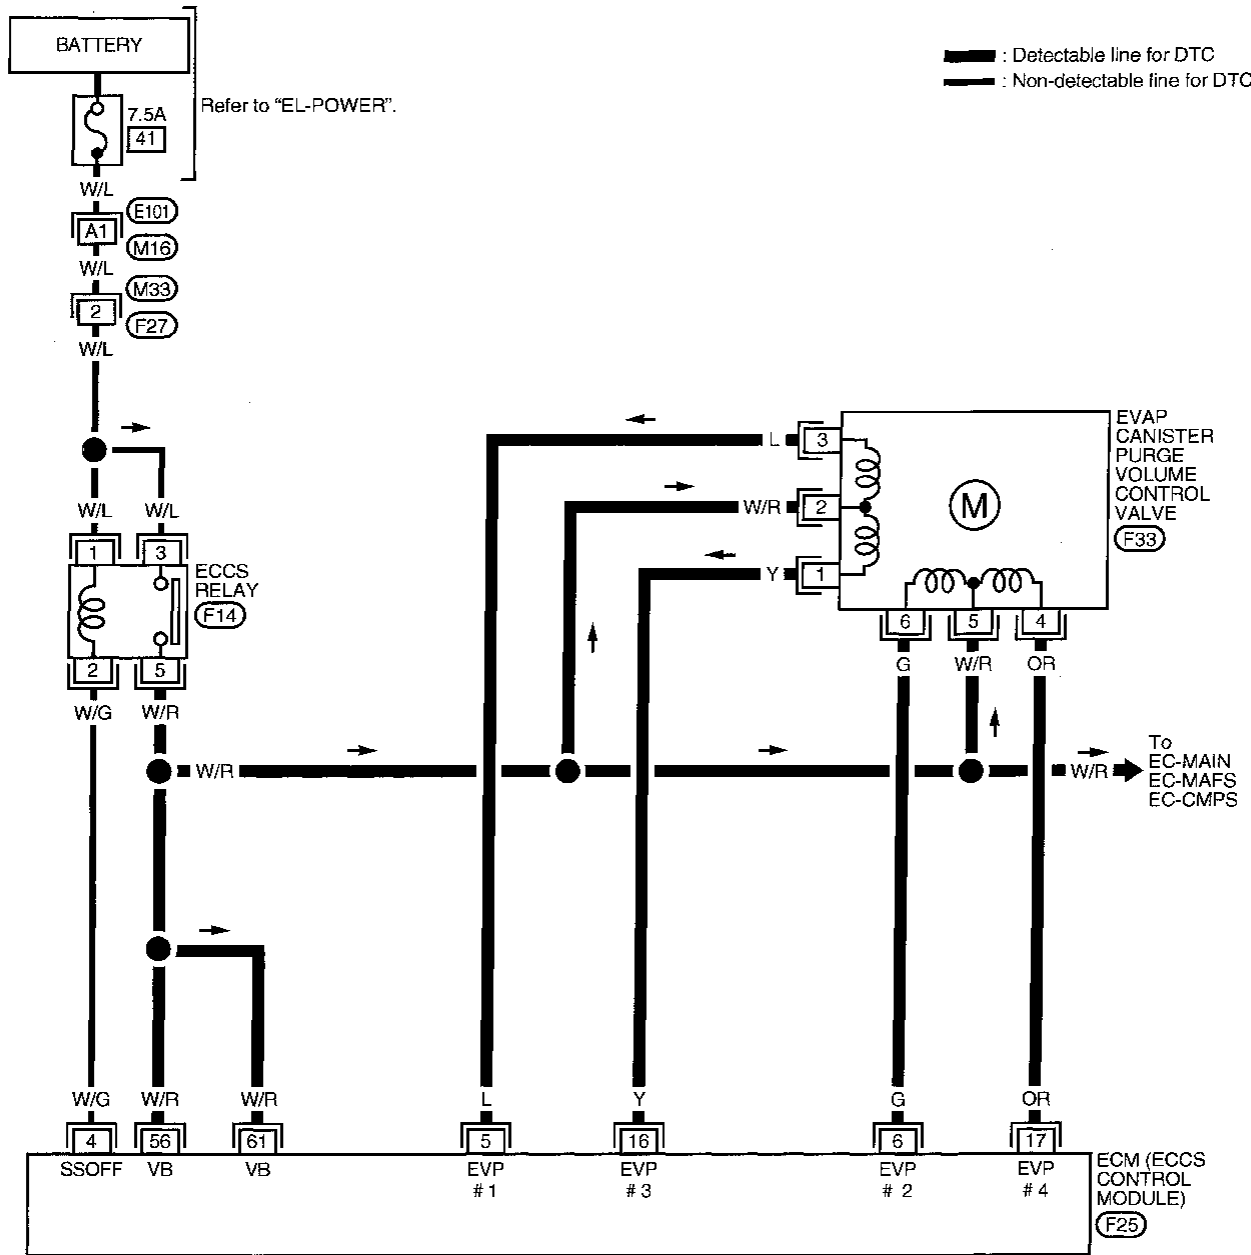 BATTERY
: Detectable line for DTC
: Non-detectable line for DTC
Refer to "EL-POWER".
7.5A
41
W/L
E101
A1
M16
W/L
M33
2
F27
W/L
EVAP
CANISTER
PURGE
VOLUME
CONTROL
VALVE
F33
L
3
W/R
2
M
Y
1
W/L
W/L
1
3
ECCS
RELAY
F14
6
5
4
G
W/R
OR
2
5
W/G
W/R
W/R
W/R
To
EC-MAIN
EC-MAFS
EC-CMPS
W/G
W/R
W/R
L
Y
G
OR
4
56
61
5
16
6
17
SSOFF
VB
VB
EVP
# 1
EVP
# 3
EVP
# 2
EVP
# 4
ECM (ECCS
CONTROL
MODULE)
F25